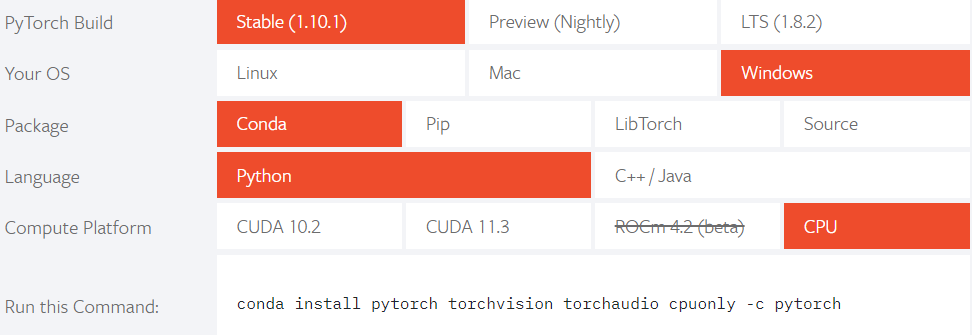 PyTorch Build Stable (1.10.1) Preview (Nightly) LTS (1.8.2)
Your OS Linux Mac Windows
Package Conda Pip LibTorch Source
Language Python C++ / Java
Compute Platform CUDA 10.2 CUDA 11.3 ROCm 4.2 (beta) CPU
Run this Command: conda install pytorch torchvision torchaudio cpuonly -c pytorch